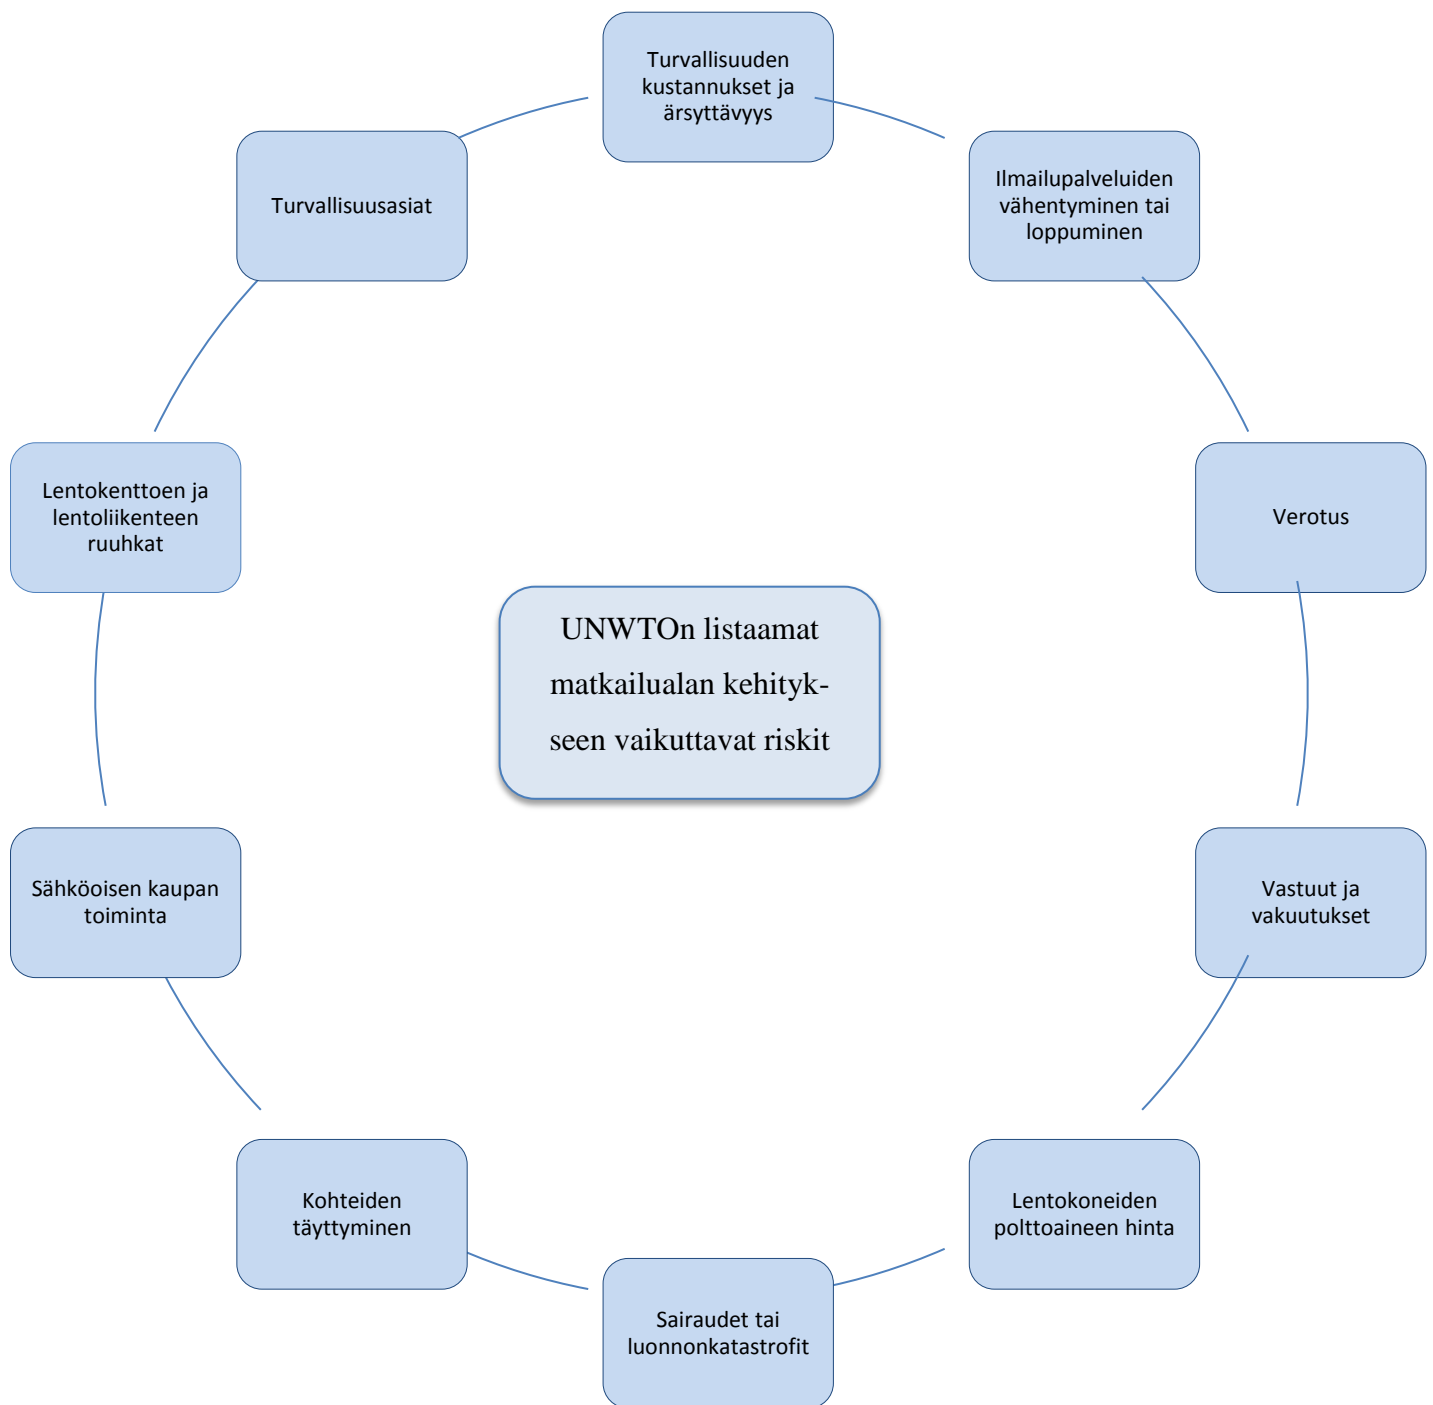 Turvallisuuden
kustannukset ja
ärsyttävyys
Ilmailupalveluiden
vähentyminen tai
loppuminen
Verotus
Vastuut ja
vakuutukset
Lentokoneiden
polttoaineen hinta
Sairaudet tai
luonnonkatastrofit
Kohteiden
täyttyminen
Sähköoisen kaupan
toiminta
Lentokenttoen ja
lentoliikenteen
ruuhkat
Turvallisuusasiat
UNWTOn listaamat
matkailualan kehityk-
seen vaikuttavat riskit